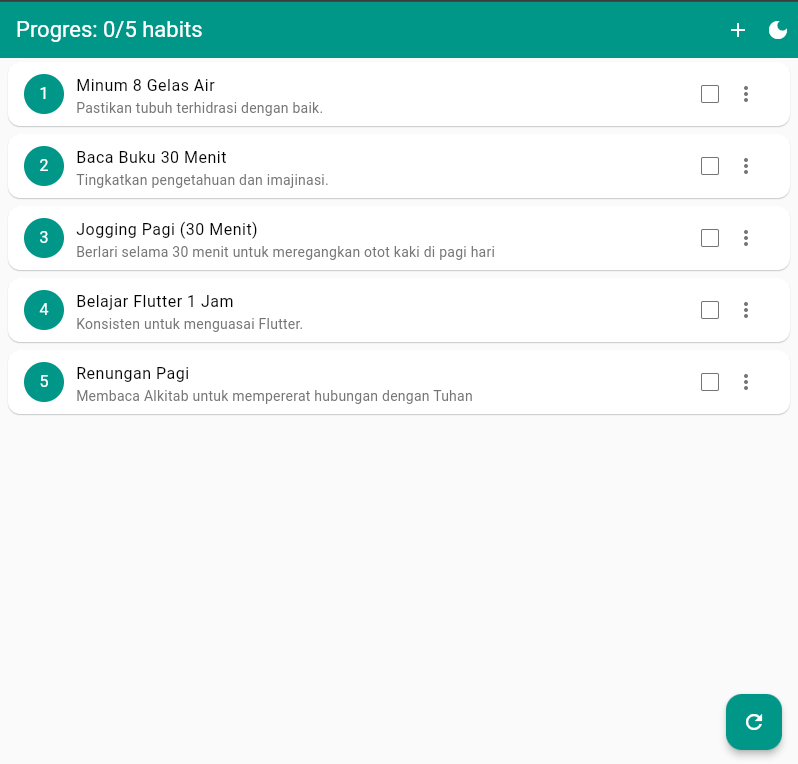 Progres: 0/5 habits
1
Minum 8 Gelas Air
Pastikan tubuh terhidrasi dengan baik.
2
Baca Buku 30 Menit
Tingkatkan pengetahuan dan imajinasi.
3
Jogging Pagi (30 Menit)
Berlari selama 30 menit untuk meregangkan otot kaki di pagi hari
4
Belajar Flutter 1 Jam
Konsisten untuk menguasai Flutter.
5
Renungan Pagi
Membaca Alkitab untuk mempererat hubungan dengan Tuhan